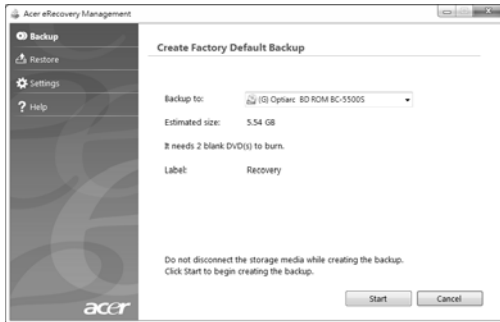 Acer eRecovery Management
Backup
Restore
Settings
Help
Create Factory Default Backup
Backup to: (G) Optiarc BD ROM BC-5500S
Estimated size: 5.54 GB
It needs 2 blank DVD(s) to burn.
Label: Recovery
Do not disconnect the storage media while creating the backup.
Click Start to begin creating the backup.
Start Cancel
acer